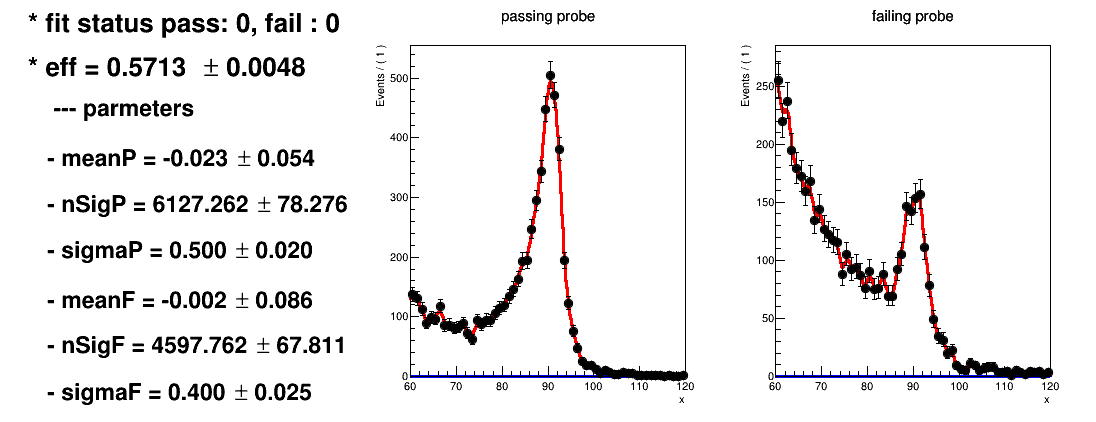 * fit status pass: 0, fail : 0
* eff = 0.5713 ± 0.0048
--- parmeters
- meanP = -0.023 ± 0.054
- nSigP = 6127.262 ± 78.276
- sigmaP = 0.500 ± 0.020
- meanF = -0.002 ± 0.086
- nSigF = 4597.762 ± 67.811
- sigmaF = 0.400 ± 0.025
passing probe
Events / ( 1 )
500
400
300
200
100
0
60 70 80 90 100 110 120
x
failing probe
Events / ( 1 )
250
200
150
100
50
0
60 70 80 90 100 110 120
x